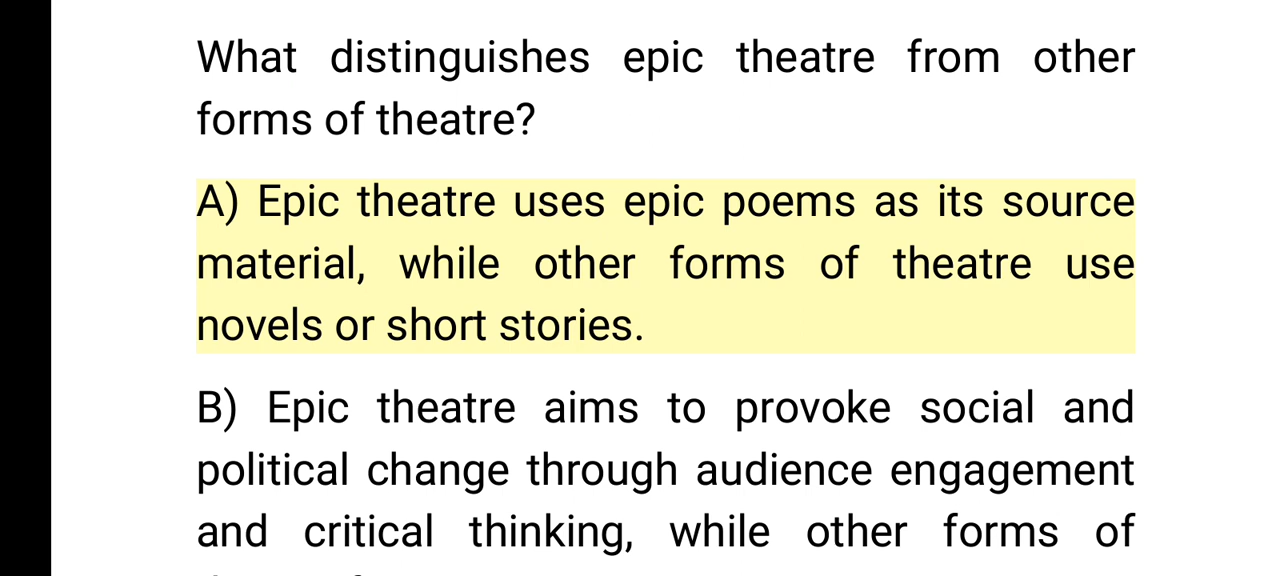 What distinguishes epic theatre from other
forms of theatre?
A) Epic theatre uses epic poems as its source
material, while other forms of theatre use
novels or short stories.
B) Epic theatre aims to provoke social and
political change through audience engagement
and critical thinking, while other forms of